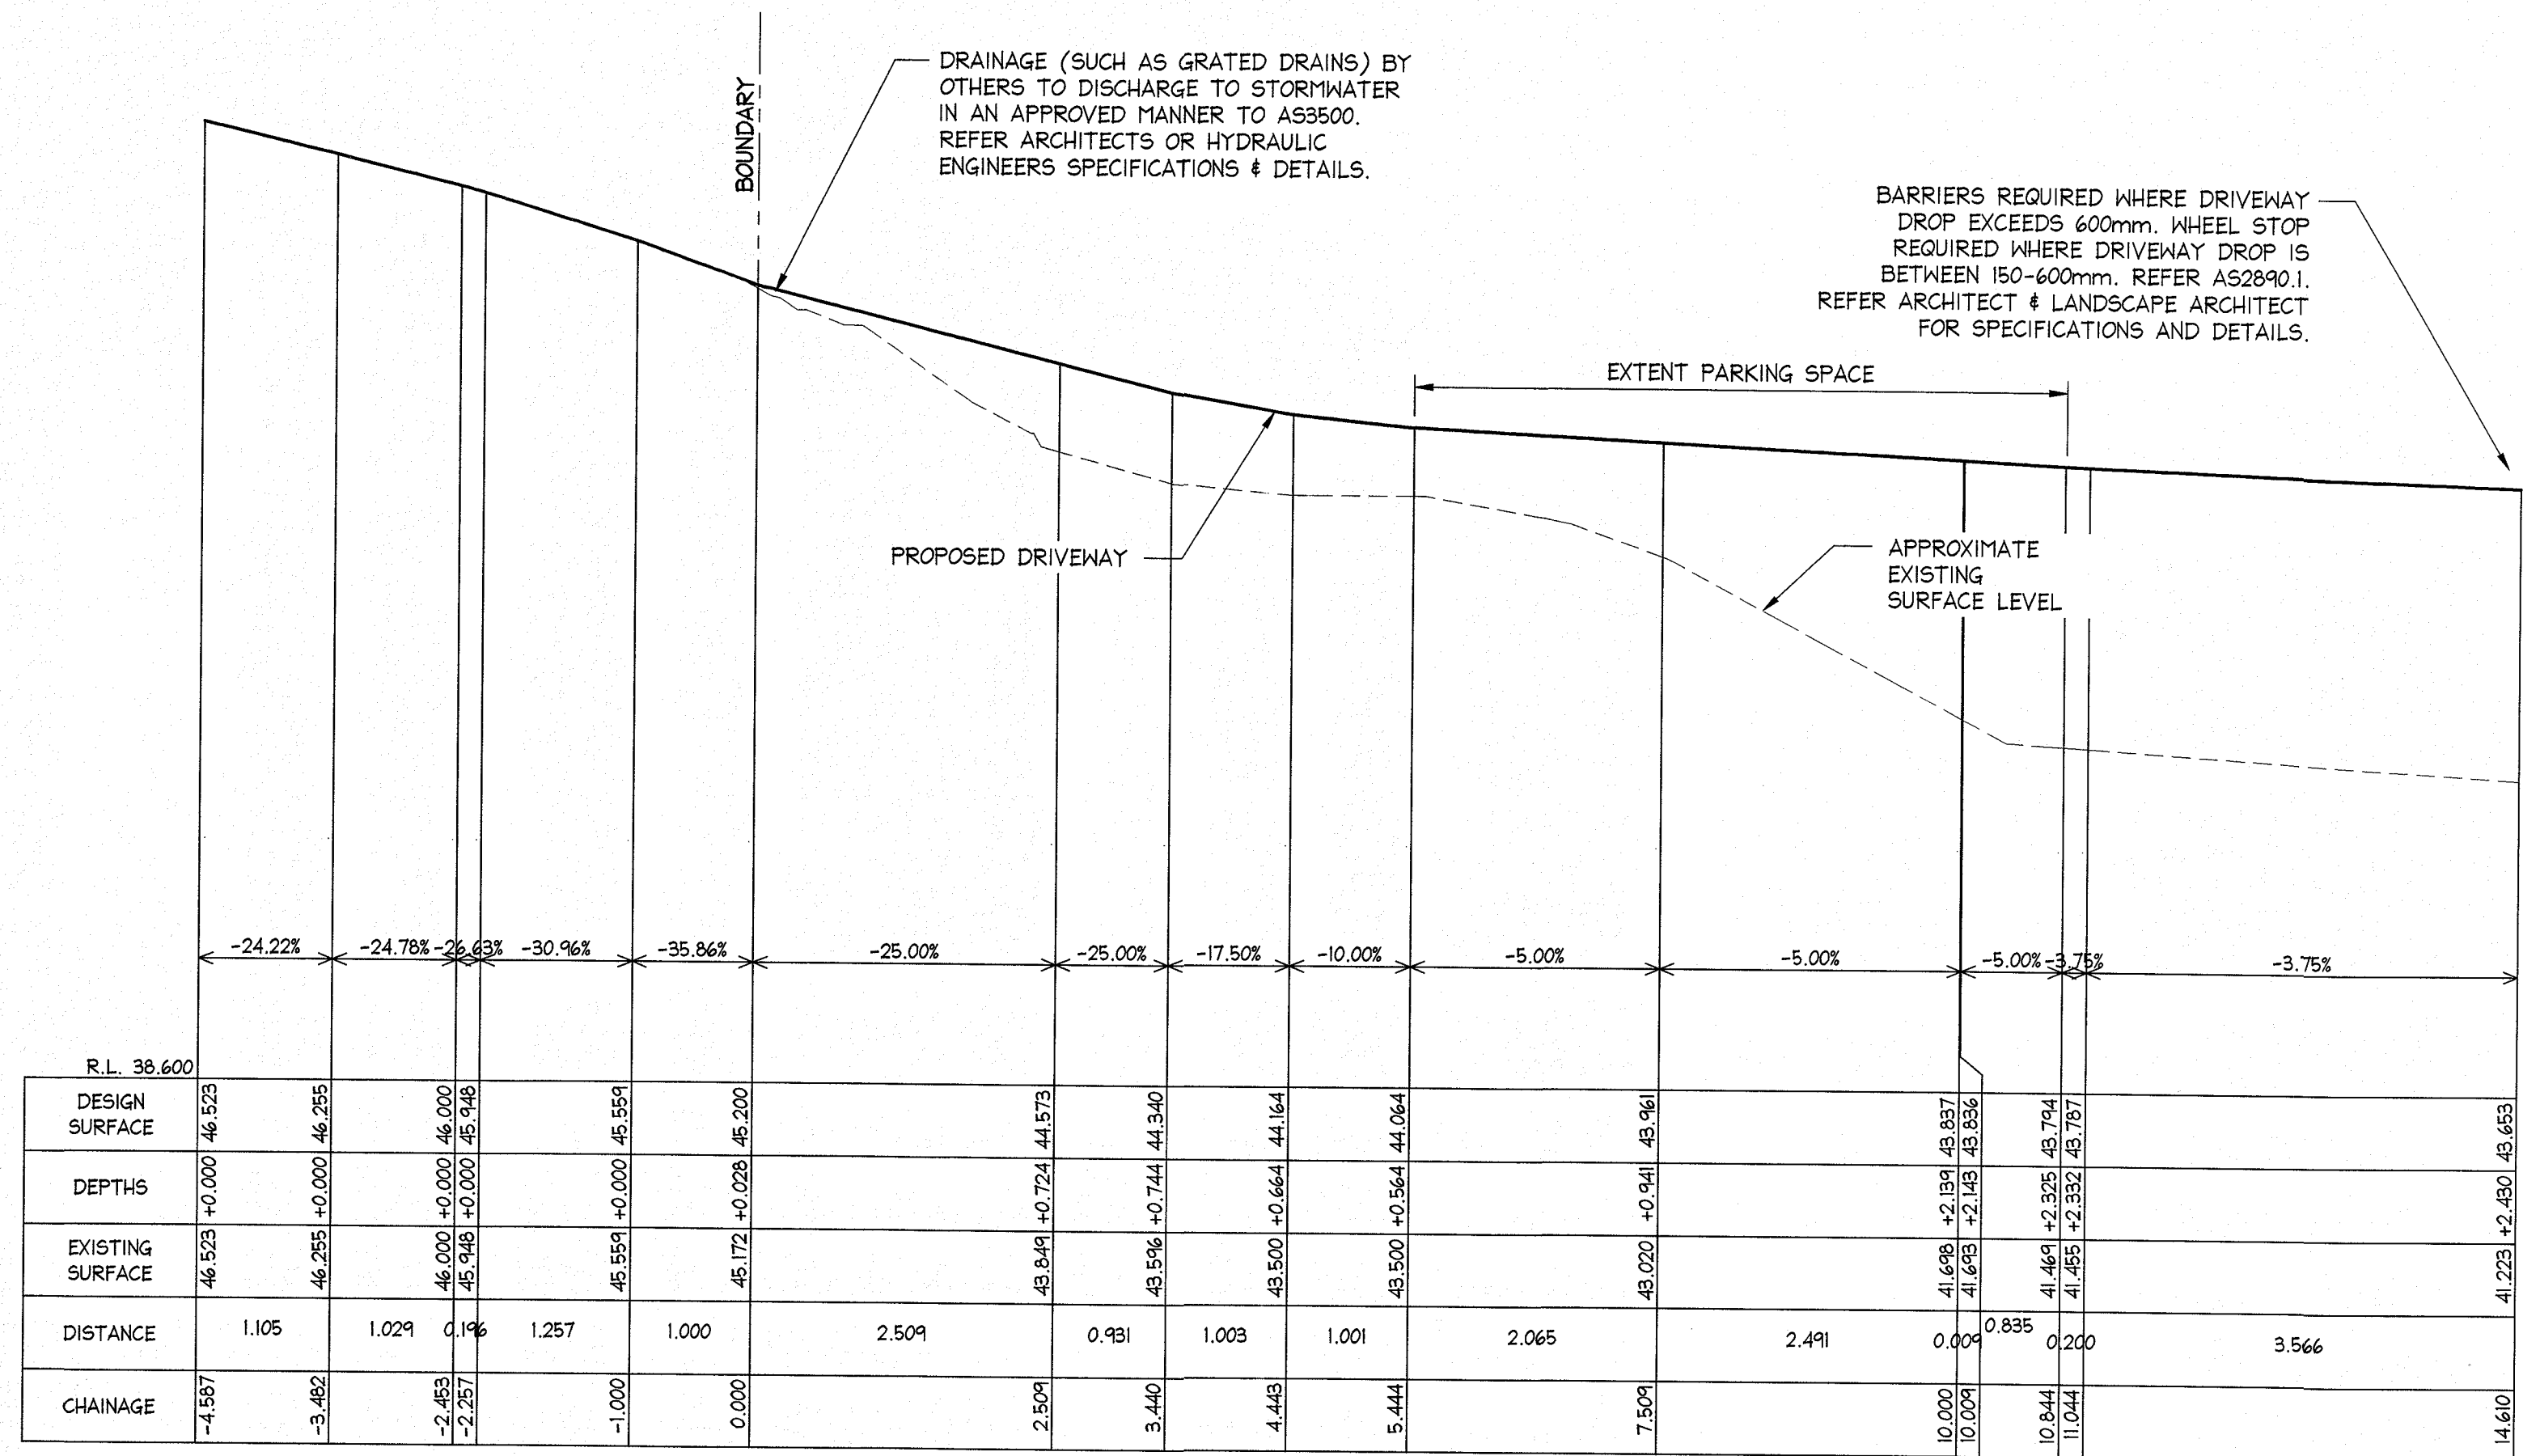 BOUNDARY
DRAINAGE (SUCH AS GRATED DRAINS) BY
OTHERS TO DISCHARGE TO STORMWATER
IN AN APPROVED MANNER TO AS3500.
REFER ARCHITECTS OR HYDRAULIC
ENGINEERS SPECIFICATIONS & DETAILS.
BARRIERS REQUIRED WHERE DRIVEWAY
DROP EXCEEDS 600mm. WHEEL STOP
REQUIRED WHERE DRIVEWAY DROP IS
BETWEEN 150-600mm. REFER AS2890.1.
REFER ARCHITECT & LANDSCAPE ARCHITECT
FOR SPECIFICATIONS AND DETAILS.
EXTENT PARKING SPACE
PROPOSED DRIVEWAY
APPROXIMATE
EXISTING
SURFACE LEVEL
-24.22% -24.78% -26.63% -30.96% -35.86% -25.00% -25.00% -17.50% -10.00% -5.00% -5.00% -5.00% -3.75% -3.75%
R.L. 38.600
DESIGN
SURFACE
46.523 46.255 46.000 45.948 45.559 45.200 44.573 44.340 44.164 44.064 43.961 43.837 43.836 43.794 43.787 43.653
DEPTHS
+0.000 +0.000 +0.000 +0.000 +0.000 +0.028 +0.724 +0.744 +0.664 +0.564 +0.941 +2.139 +2.143 +2.325 +2.332 +2.430
EXISTING
SURFACE
46.523 46.255 46.000 45.948 45.559 45.172 43.849 43.596 43.500 43.500 43.020 41.698 41.693 41.469 41.455 41.223
DISTANCE
1.105 1.029 0.196 1.257 1.000 2.509 0.931 1.003 1.001 2.065 2.491 0.009 0.835 0.200 3.566
CHAINAGE
-4.587 -3.482 -2.453 -2.257 -1.000 0.000 2.509 3.440 4.443 5.444 7.509 10.000 10.009 10.844 11.044 14.610